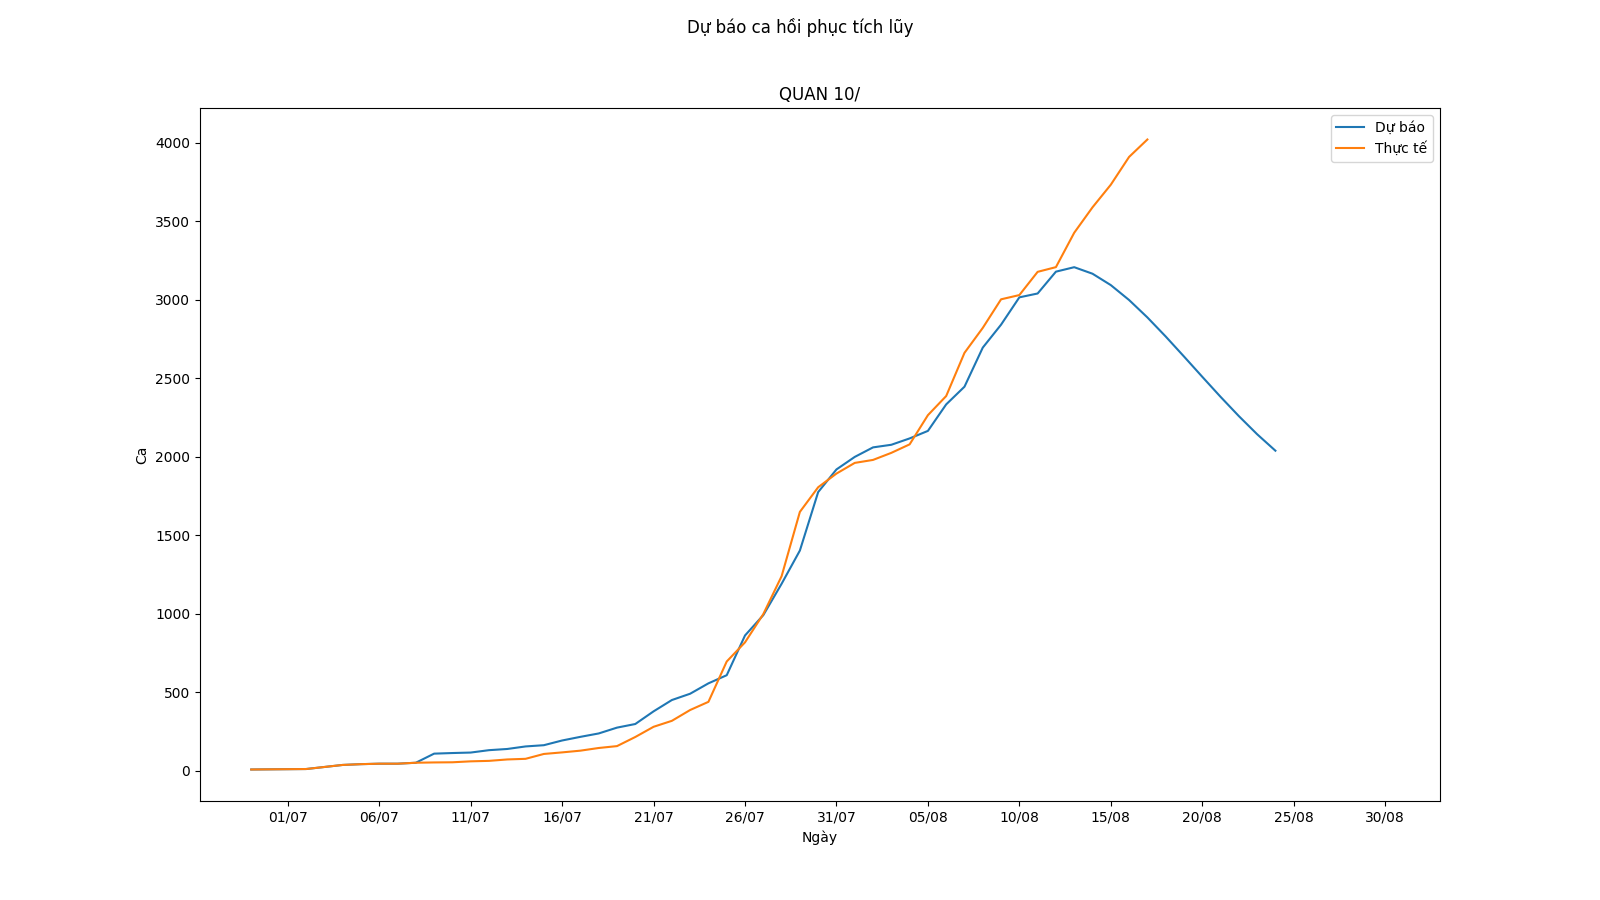 Dự báo ca hồi phục tích lũy
QUAN 10/
Dự báo
Thực tế
4000
3500
3000
2500
2000
1500
1000
500
0
Ca
01/07 06/07 11/07 16/07 21/07 26/07 31/07 05/08 10/08 15/08 20/08 25/08 30/08
Ngày